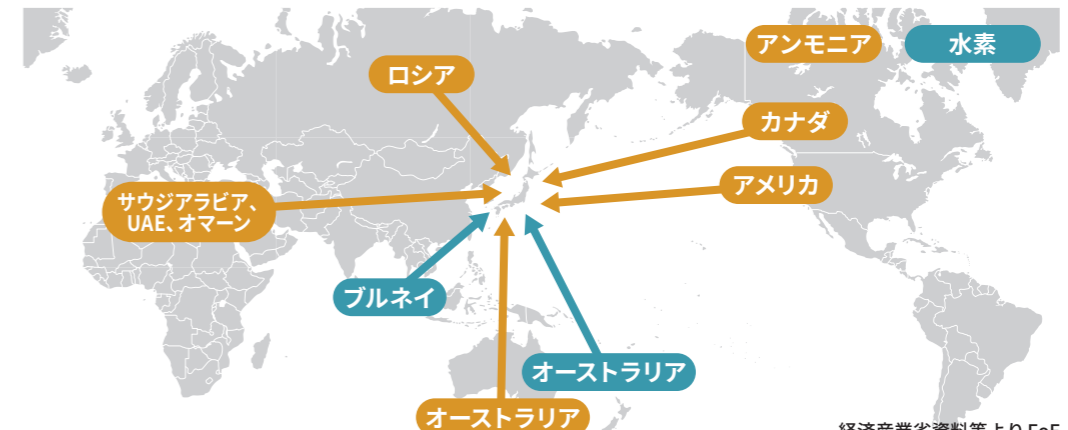 アンモニア
水素
ロシア
カナダ
アメリカ
サウジアラビア、
UAE、オマーン
ブルネイ
オーストラリア
オーストラリア
経済産業省資料等より FoE